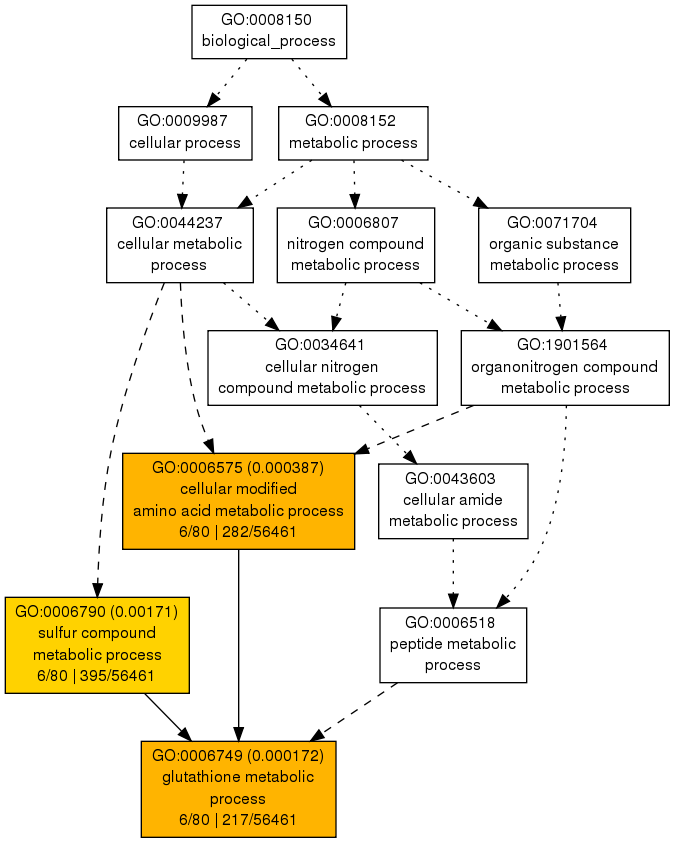 GO:0008150
biological_process
GO:0009987
cellular process
GO:0008152
metabolic process
GO:0044237
cellular metabolic
process
GO:0006807
nitrogen compound
metabolic process
GO:0071704
organic substance
metabolic process
GO:0034641
cellular nitrogen
compound metabolic process
GO:1901564
organonitrogen compound
metabolic process
GO:0006575 (0.000387)
cellular modified
amino acid metabolic process
6/80 | 282/56461
GO:0043603
cellular amide
metabolic process
GO:0006790 (0.00171)
sulfur compound
metabolic process
6/80 | 395/56461
GO:0006518
peptide metabolic
process
GO:0006749 (0.000172)
glutathione metabolic
process
6/80 | 217/56461